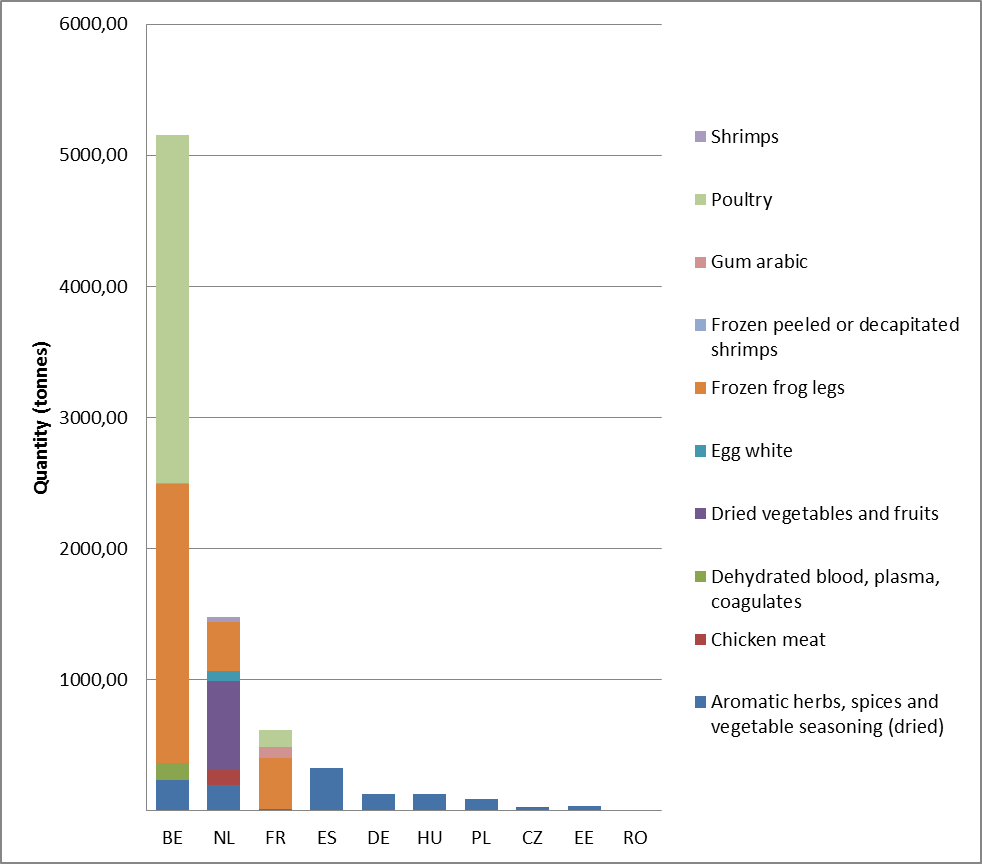 6000,00
5000,00
4000,00
3000,00
2000,00
1000,00
Quantity (tonnes)
BE NL FR ES DE HU PL CZ EE RO
Shrimps
Poultry
Gum arabic
Frozen peeled or decapitated
shrimps
Frozen frog legs
Egg white
Dried vegetables and fruits
Dehydrated blood, plasma,
coagulates
Chicken meat
Aromatic herbs, spices and
vegetable seasoning (dried)